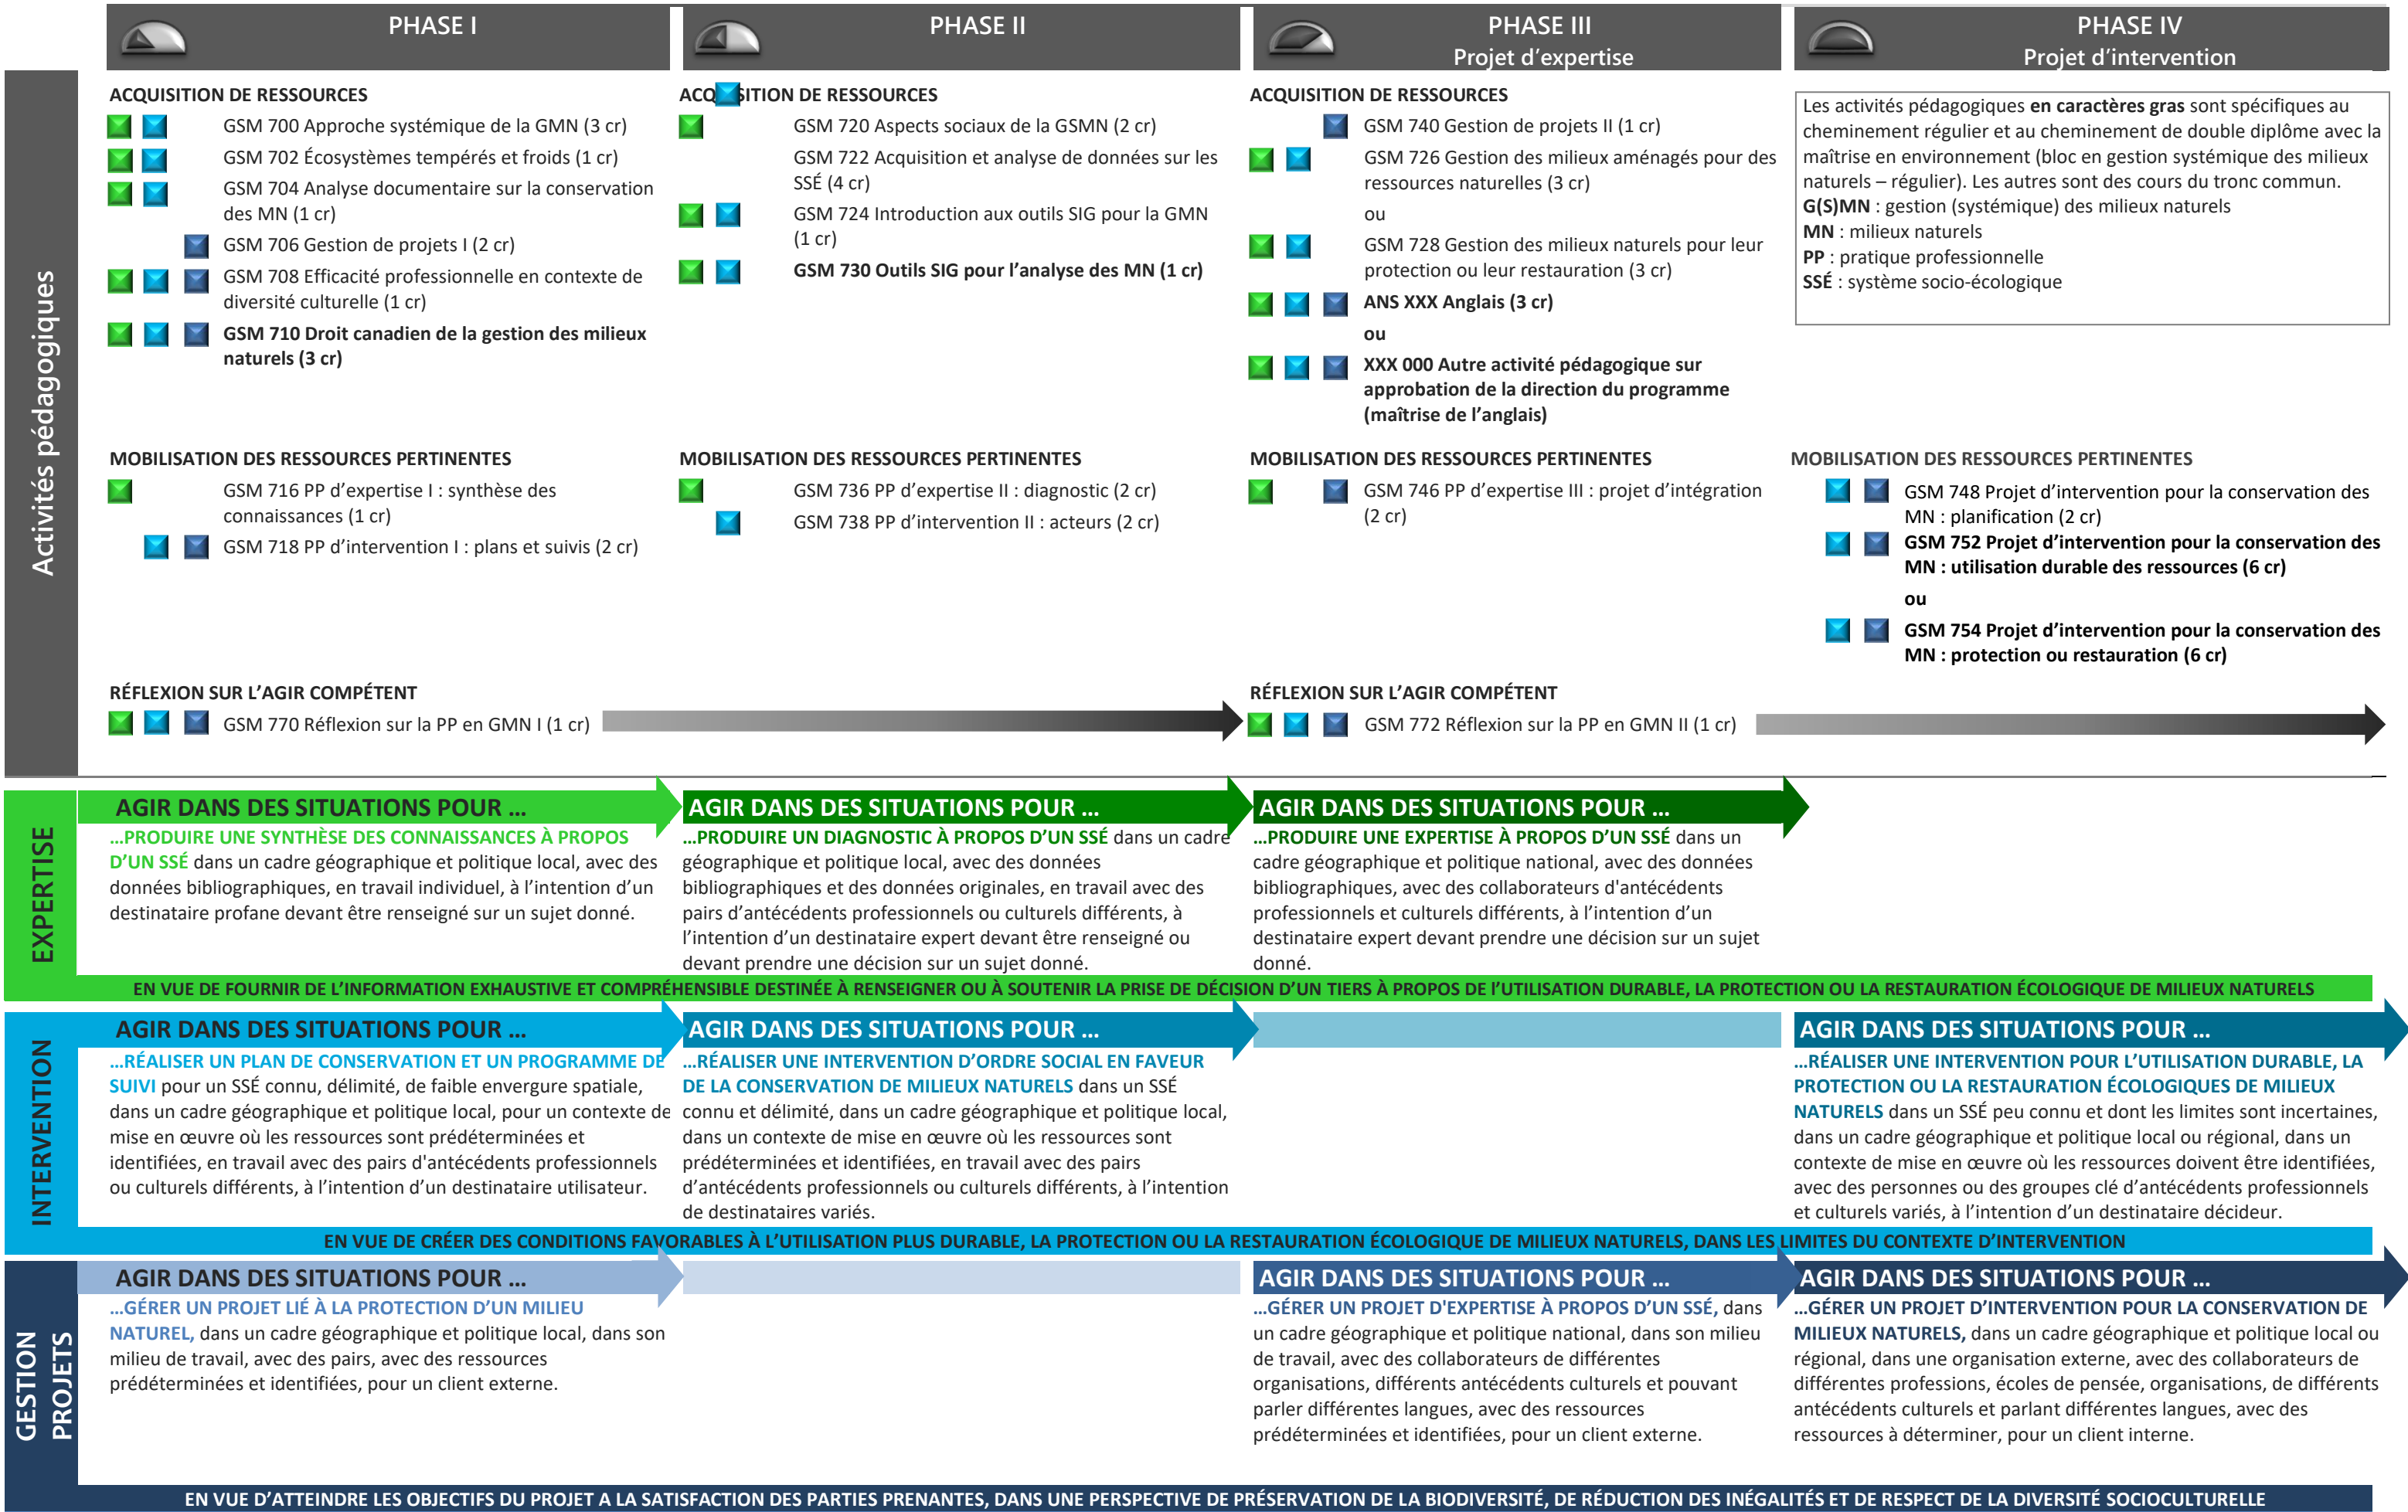 PHASE I
PHASE II
PHASE III
Projet d'expertise
PHASE IV
Projet d'intervention
Activités pédagogiques
ACQUISITION DE RESSOURCES
GSM 700 Approche systémique de la GMN (3 cr)
GSM 702 Écosystèmes tempérés et froids (1 cr)
GSM 704 Analyse documentaire sur la conservation
des MN (1 cr)
GSM 706 Gestion de projets I (2 cr)
GSM 708 Efficacité professionnelle en contexte de
diversité culturelle (1 cr)
GSM 710 Droit canadien de la gestion des milieux
naturels (3 cr)
MOBILISATION DES RESSOURCES PERTINENTES
GSM 716 PP d'expertise I : synthèse des
connaissances (1 cr)
GSM 718 PP d'intervention I : plans et suivis (2 cr)
RÉFLEXION SUR L'AGIR COMPÉTENT
GSM 770 Réflexion sur la PP en GMN I (1 cr)
ACQ SITION DE RESSOURCES
GSM 720 Aspects sociaux de la GSMN (2 cr)
GSM 722 Acquisition et analyse de données sur les
SSÉ (4 cr)
GSM 724 Introduction aux outils SIG pour la GMN
(1 cr)
GSM 730 Outils SIG pour l'analyse des MN (1 cr)
MOBILISATION DES RESSOURCES PERTINENTES
GSM 736 PP d'expertise II : diagnostic (2 cr)
GSM 738 PP d'intervention II : acteurs (2 cr)
ACQUISITION DE RESSOURCES
GSM 740 Gestion de projets II (1 cr)
GSM 726 Gestion des milieux aménagés pour des
ressources naturelles (3 cr)
ou
GSM 728 Gestion des milieux naturels pour leur
protection ou leur restauration (3 cr)
ANS XXX Anglais (3 cr)
ou
XXX 000 Autre activité pédagogique sur
approbation de la direction du programme
(maîtrise de l'anglais)
MOBILISATION DES RESSOURCES PERTINENTES
GSM 746 PP d'expertise III : projet d'intégration
(2 cr)
RÉFLEXION SUR L'AGIR COMPÉTENT
GSM 772 Réflexion sur la PP en GMN II (1 cr)
Les activités pédagogiques en caractères gras sont spécifiques au
cheminement régulier et au cheminement de double diplôme avec la
maîtrise en environnement (bloc en gestion systémique des milieux
naturels – régulier). Les autres sont des cours du tronc commun.
G(S)MN : gestion (systémique) des milieux naturels
MN : milieux naturels
PP : pratique professionnelle
SSÉ : système socio-écologique
MOBILISATION DES RESSOURCES PERTINENTES
GSM 748 Projet d'intervention pour la conservation des
MN : planification (2 cr)
GSM 752 Projet d'intervention pour la conservation des
MN : utilisation durable des ressources (6 cr)
ou
GSM 754 Projet d'intervention pour la conservation des
MN : protection ou restauration (6 cr)
EXPERTISE
AGIR DANS DES SITUATIONS POUR ...
...PRODUIRE UNE SYNTHÈSE DES CONNAISSANCES À PROPOS
D'UN SSÉ dans un cadre géographique et politique local, avec des
données bibliographiques, en travail individuel, à l'intention d'un
destinataire profane devant être renseigné sur un sujet donné.
AGIR DANS DES SITUATIONS POUR ...
...PRODUIRE UN DIAGNOSTIC À PROPOS D'UN SSÉ dans un cadre
géographique et politique local, avec des données
bibliographiques et des données originales, en travail avec des
pairs d'antécédents professionnels ou culturels différents, à
l'intention d'un destinataire expert devant être renseigné ou
devant prendre une décision sur un sujet donné.
AGIR DANS DES SITUATIONS POUR ...
...PRODUIRE UNE EXPERTISE À PROPOS D'UN SSÉ dans un
cadre géographique et politique national, avec des données
bibliographiques, avec des collaborateurs d'antécédents
professionnels et culturels différents, à l'intention d'un
destinataire expert devant prendre une décision sur un sujet
donné.
EN VUE DE FOURNIR DE L'INFORMATION EXHAUSTIVE ET COMPRÉHENSIBLE DESTINÉE À RENSEIGNER OU À SOUTENIR LA PRISE DE DÉCISION D'UN TIERS À PROPOS DE l'UTILISATION DURABLE, LA PROTECTION OU LA RESTAURATION ÉCOLOGIQUE DE MILIEUX NATURELS
INTERVENTION
AGIR DANS DES SITUATIONS POUR ...
...RÉALISER UN PLAN DE CONSERVATION ET UN PROGRAMME DE
SUIVI pour un SSÉ connu, délimité, de faible envergure spatiale,
dans un cadre géographique et politique local, pour un contexte de
mise en œuvre où les ressources sont prédéterminées et
identifiées, en travail avec des pairs d'antécédents professionnels
ou culturels différents, à l'intention d'un destinataire utilisateur.
AGIR DANS DES SITUATIONS POUR ...
...RÉALISER UNE INTERVENTION D'ORDRE SOCIAL EN FAVEUR
DE LA CONSERVATION DE MILIEUX NATURELS dans un SSÉ
connu et délimité, dans un cadre géographique et politique local,
dans un contexte de mise en œuvre où les ressources sont
prédéterminées et identifiées, en travail avec des pairs
d'antécédents professionnels ou culturels différents, à l'intention
de destinataires variés.
AGIR DANS DES SITUATIONS POUR ...
...RÉALISER UNE INTERVENTION POUR L'UTILISATION DURABLE, LA
PROTECTION OU LA RESTAURATION ÉCOLOGIQUES DE MILIEUX
NATURELS dans un SSÉ peu connu et dont les limites sont incertaines,
dans un cadre géographique et politique local ou régional, dans un
contexte de mise en œuvre où les ressources doivent être identifiées,
avec des personnes ou des groupes clé d'antécédents professionnels
et culturels variés, à l'intention d'un destinataire décideur.
EN VUE DE CRÉER DES CONDITIONS FAVORABLES À L'UTILISATION PLUS DURABLE, LA PROTECTION OU LA RESTAURATION ÉCOLOGIQUE DE MILIEUX NATURELS, DANS LES LIMITES DU CONTEXTE D'INTERVENTION
GESTION
PROJETS
AGIR DANS DES SITUATIONS POUR ...
...GÉRER UN PROJET LIÉ À LA PROTECTION D'UN MILIEU
NATUREL, dans un cadre géographique et politique local, dans son
milieu de travail, avec des pairs, avec des ressources
prédéterminées et identifiées, pour un client externe.
AGIR DANS DES SITUATIONS POUR ...
...GÉRER UN PROJET D'EXPERTISE À PROPOS D'UN SSÉ, dans
un cadre géographique et politique national, dans son milieu
de travail, avec des collaborateurs de différentes
organisations, différents antécédents culturels et pouvant
parler différentes langues, avec des ressources
prédéterminées et identifiées, pour un client externe.
AGIR DANS DES SITUATIONS POUR ...
...GÉRER UN PROJET D'INTERVENTION POUR LA CONSERVATION DE
MILIEUX NATURELS, dans un cadre géographique et politique local ou
régional, dans une organisation externe, avec des collaborateurs de
différentes professions, écoles de pensée, organisations, de différents
antécédents culturels et parlant différentes langues, avec des
ressources à déterminer, pour un client interne.
EN VUE D'ATTEINDRE LES OBJECTIFS DU PROJET A LA SATISFACTION DES PARTIES PRENANTES, DANS UNE PERSPECTIVE DE PRÉSERVATION DE LA BIODIVERSITÉ, DE RÉDUCTION DES INÉGALITÉS ET DE RESPECT DE LA DIVERSITÉ SOCIOCULTURELLE